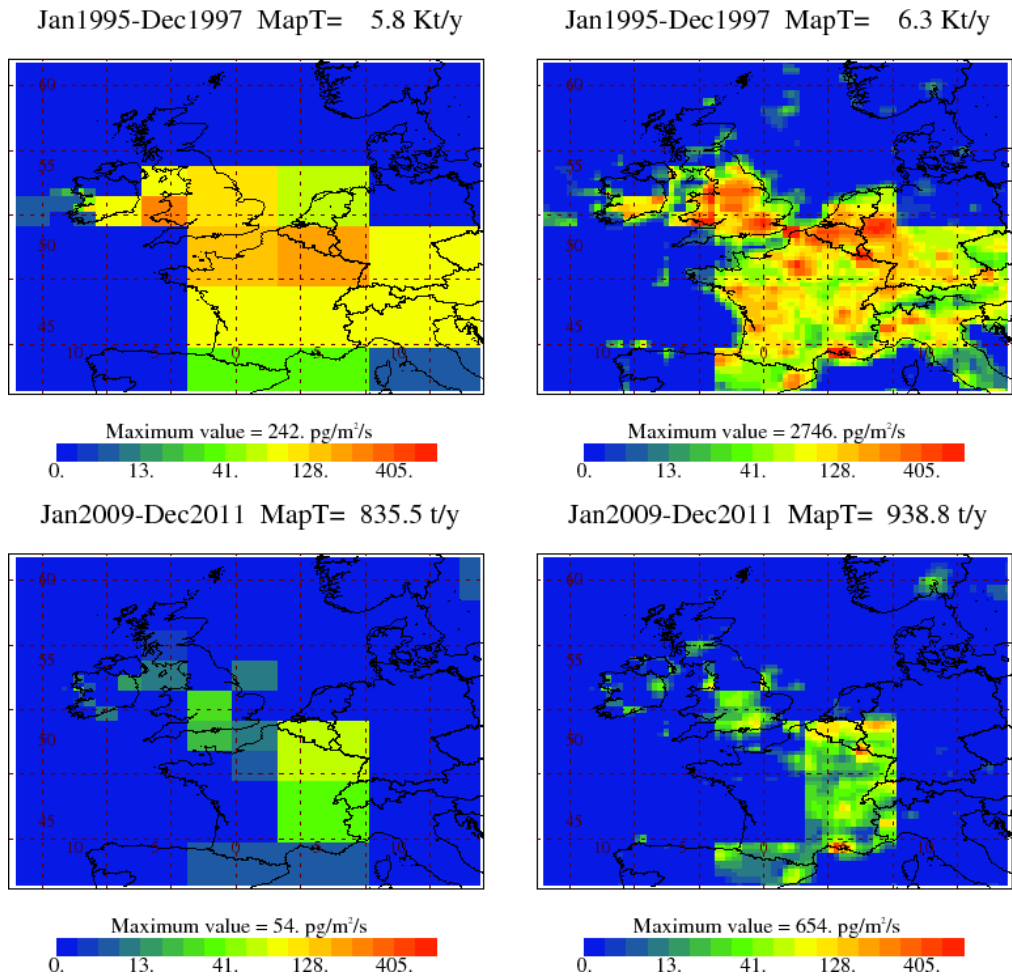 Jan1995-Dec1997 MapT= 5.8 Kt/y
Jan1995-Dec1997 MapT= 6.3 Kt/y
60
55
50
45
10
0
5
10
60
55
50
45
10
0
5
10
Maximum value = 242. pg/m²/s
0. 13. 41. 128. 405.
Maximum value = 2746. pg/m²/s
0. 13. 41. 128. 405.
Jan2009-Dec2011 MapT= 835.5 t/y
Jan2009-Dec2011 MapT= 938.8 t/y
60
55
50
45
10
0
5
10
60
55
50
45
10
0
5
10
Maximum value = 54. pg/m²/s
0. 13. 41. 128. 405.
Maximum value = 654. pg/m²/s
0. 13. 41. 128. 405.